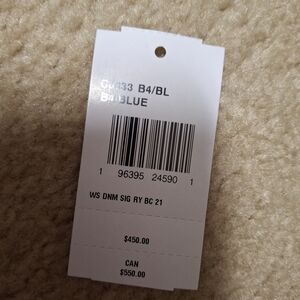 B4/BL
BLUE
1 96395 24590 1
WS DNM SIG RY BC 21
$450.00
CAN
$550.00